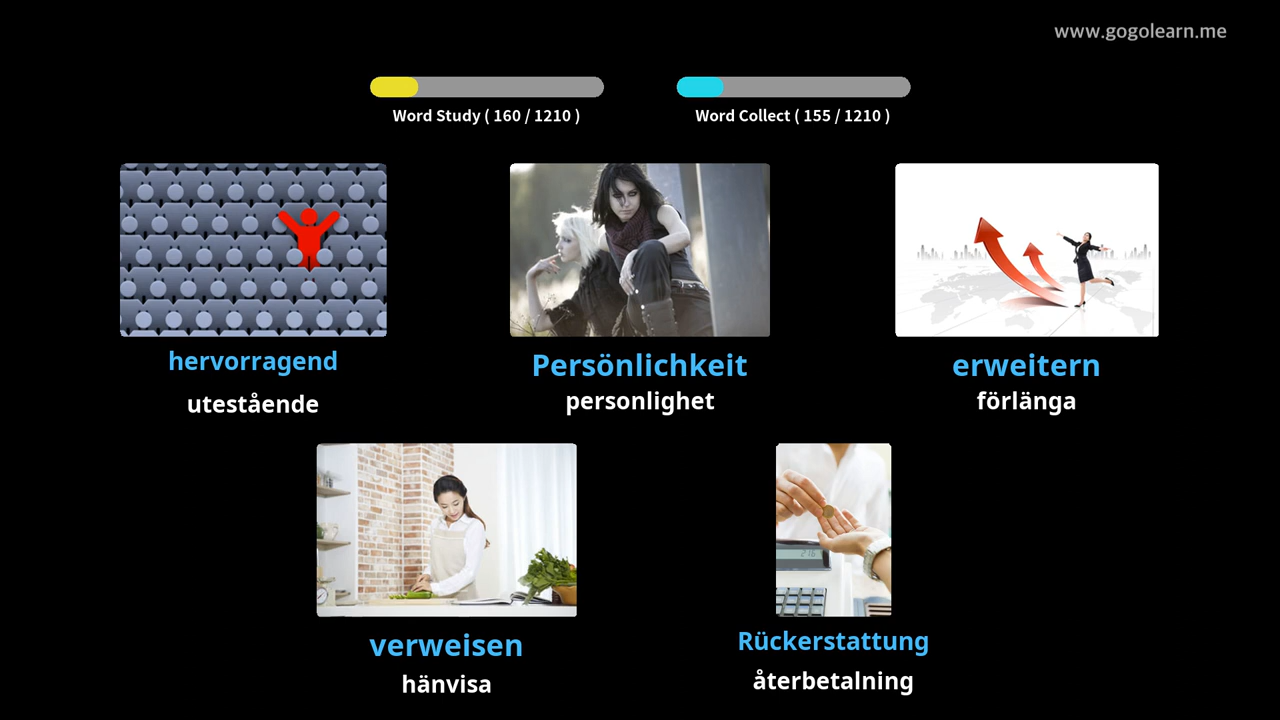 www.gogolearn.me
Word Study ( 160 / 1210 )
Word Collect ( 155 / 1210 )
hervorragend
utestående
Persönlichkeit
personlighet
erweitern
förlänga
verweisen
hänvisa
Rückerstattung
återbetalning